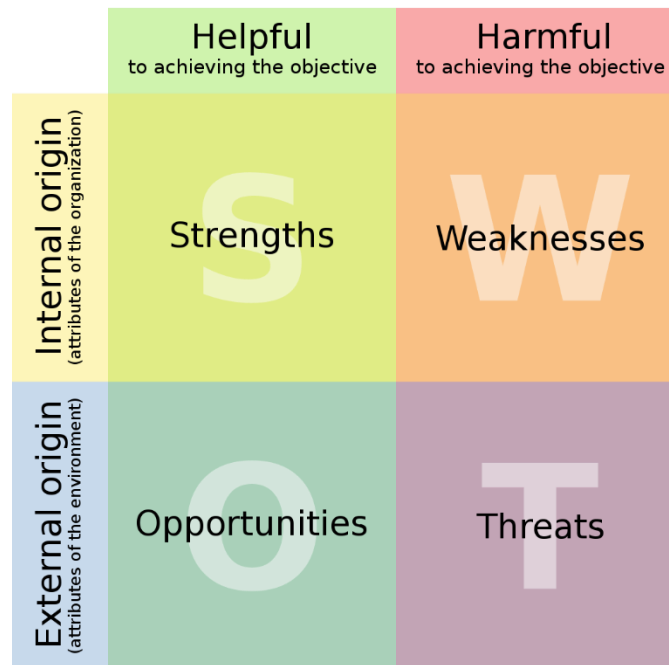 Helpful
to achieving the objective
Harmful
to achieving the objective
Internal origin
(attributes of the organization)
S
Strengths
W
Weaknesses
External origin
(attributes of the environment)
O
Opportunities
T
Threats